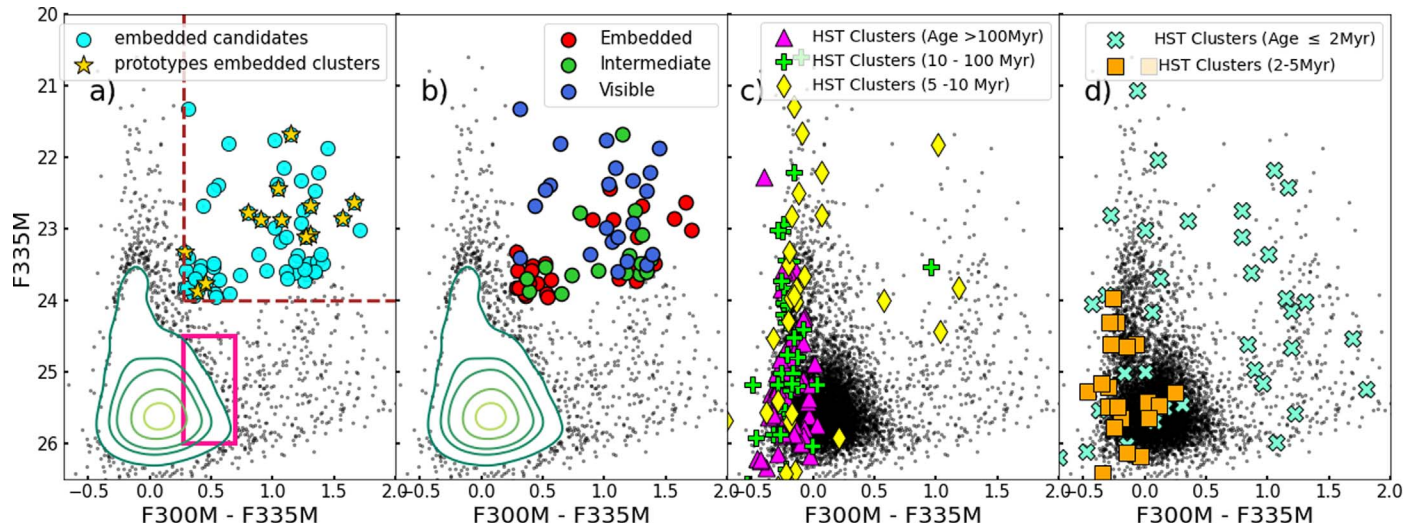 20
21
22
23
24
25
26
F335M
embedded candidates
prototypes embedded clusters
a)
−0.5 0.0 0.5 1.0 1.5 2.0
F300M - F335M
Embedded
Intermediate
Visible
b)
−0.5 0.0 0.5 1.0 1.5 2.0
F300M - F335M
HST Clusters (Age >100Myr)
HST Clusters (10 - 100 Myr)
HST Clusters (5 -10 Myr)
c)
−0.5 0.0 0.5 1.0 1.5 2.0
F300M - F335M
HST Clusters (Age ≤ 2Myr)
HST Clusters (2-5Myr)
d)
−0.5 0.0 0.5 1.0 1.5 2.0
F300M - F335M